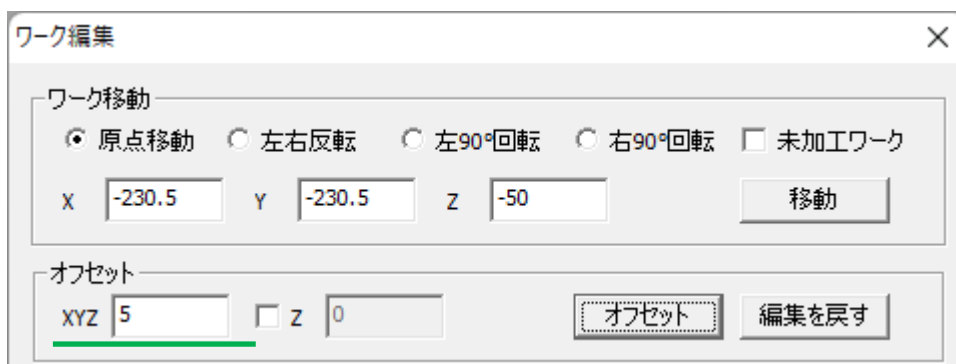 ワーク編集
ワーク移動
原点移動 左右反転 左90°回転 右90°回転 未加工ワーク
X -230.5 Y -230.5 Z -50 移動
オフセット
XYZ 5 Z 0 オフセット 編集を戻す